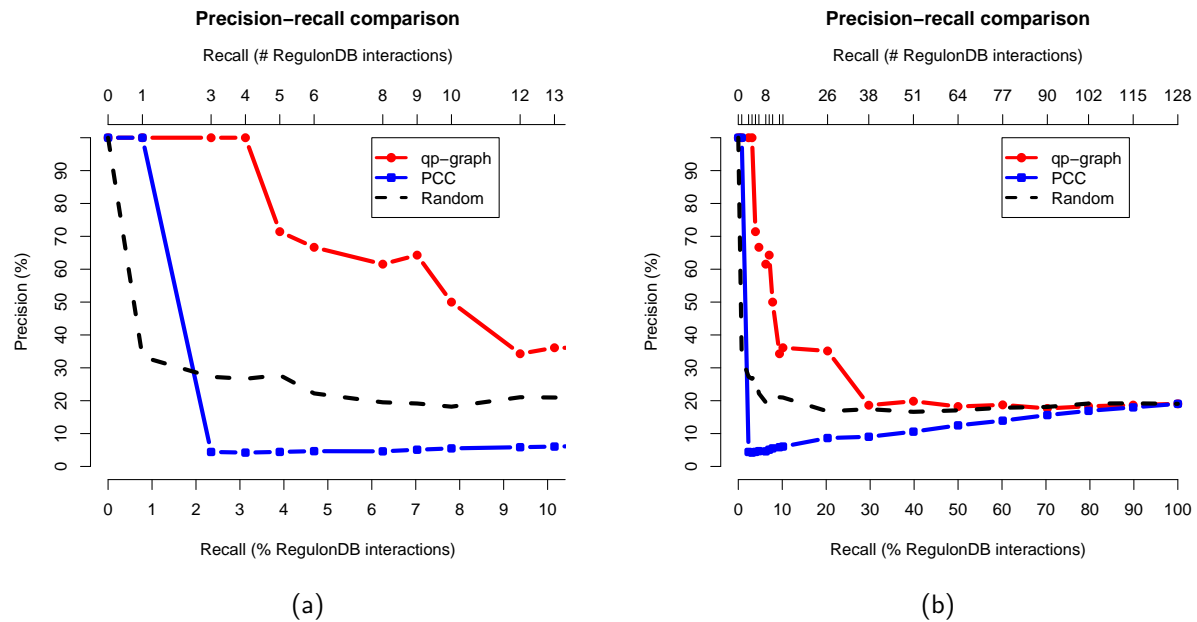 Precision−recall comparison
Recall (# RegulonDB interactions)
0 1 3 4 5 6 8 9 10 12 13
Precision (%)
0 10 20 30 40 50 60 70 80 90
qp−graph
PCC
Random
0 1 2 3 4 5 6 7 8 9 10
Recall (% RegulonDB interactions)
(a)
Precision−recall comparison
Recall (# RegulonDB interactions)
0 8 26 38 51 64 77 90 102 115 128
Precision (%)
0 10 20 30 40 50 60 70 80 90
qp−graph
PCC
Random
0 10 20 30 40 50 60 70 80 90 100
Recall (% RegulonDB interactions)
(b)